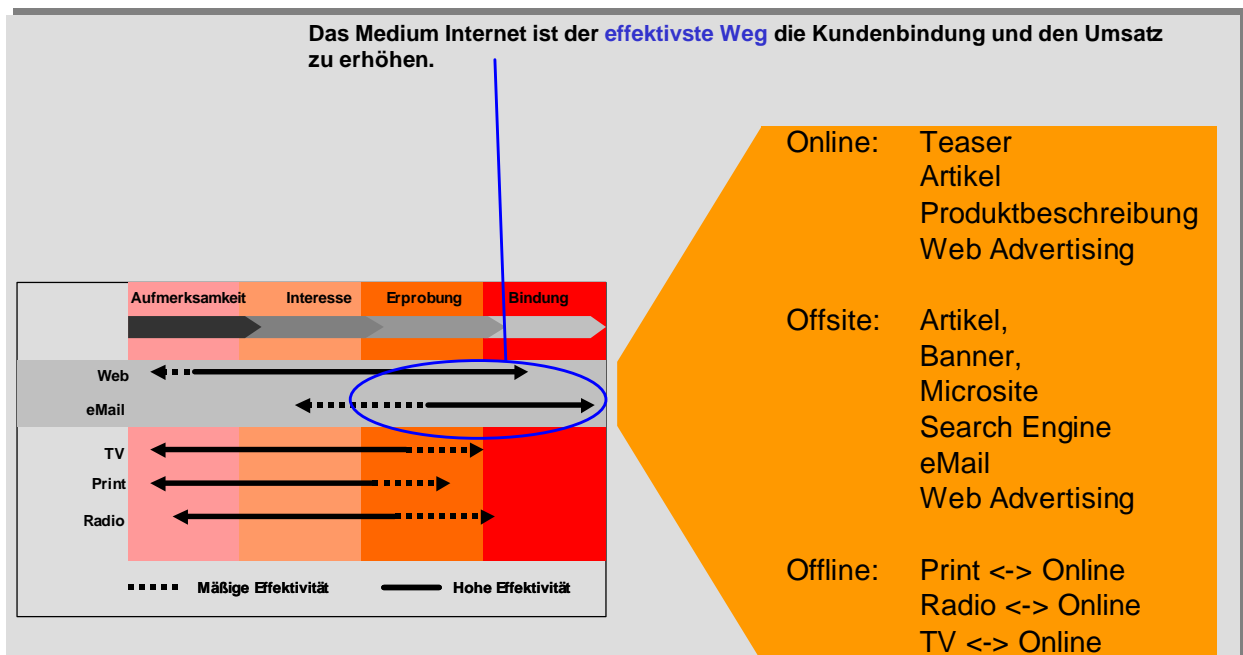 Das Medium Internet ist der effektivste Weg die Kundenbindung und den Umsatz
zu erhöhen.
Aufmerksamkeit Interesse Erprobung Bindung
Web
eMail
TV
Print
Radio
Mäßige Effektivität Hohe Effektivität
Online: Teaser
Artikel
Produktbeschreibung
Web Advertising
Offsite: Artikel,
Banner,
Microsite
Search Engine
eMail
Web Advertising
Offline: Print <-> Online
Radio <-> Online
TV <-> Online